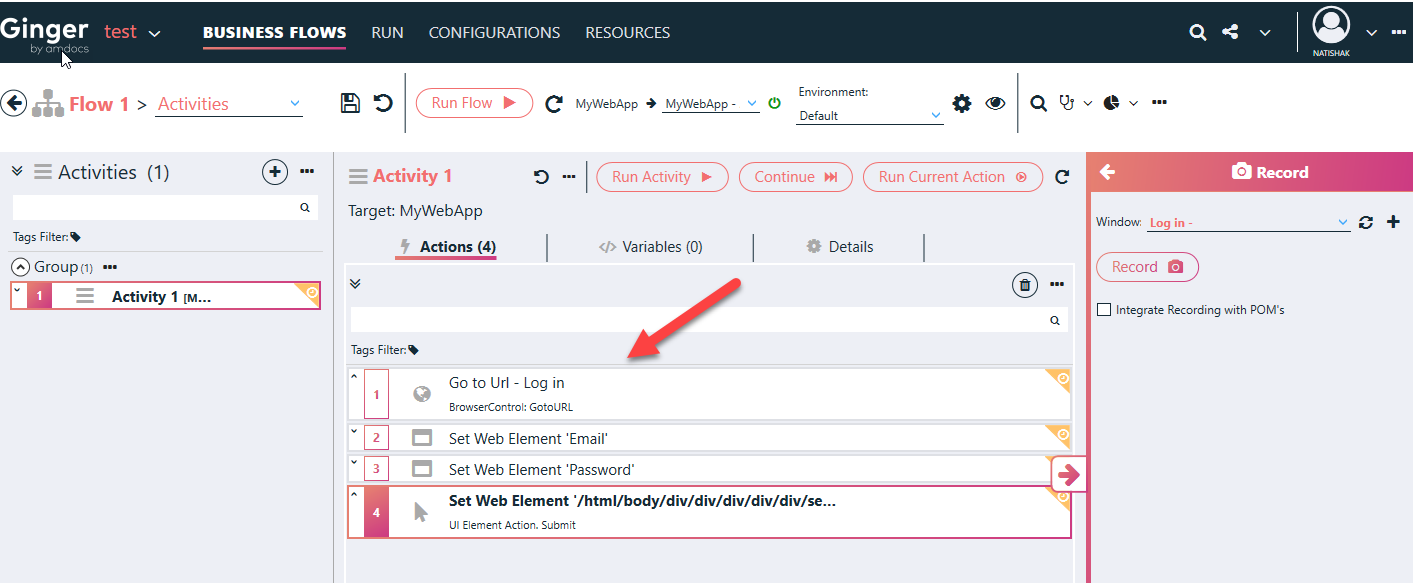 Ginger
by amdocs
test
BUSINESS FLOWS
RUN
CONFIGURATIONS
RESOURCES
NATISHAK
Flow 1 > Activities
Run Flow
MyWebApp
MyWebApp -
Environment:
Default
Activities (1)
Tags Filter:
Group (1)
1
Activity 1 [M...
Activity 1
Run Activity
Continue
Run Current Action
Target: MyWebApp
Actions (4)
</> Variables (0)
Details
Tags Filter:
1
Go to Url - Log in
BrowserControl: GotoURL
2
Set Web Element 'Email'
3
Set Web Element 'Password'
4
Set Web Element '/html/body/div/div/div/div/div/se...
UI Element Action. Submit
Record
Window: Log in -
Record
Integrate Recording with POM's